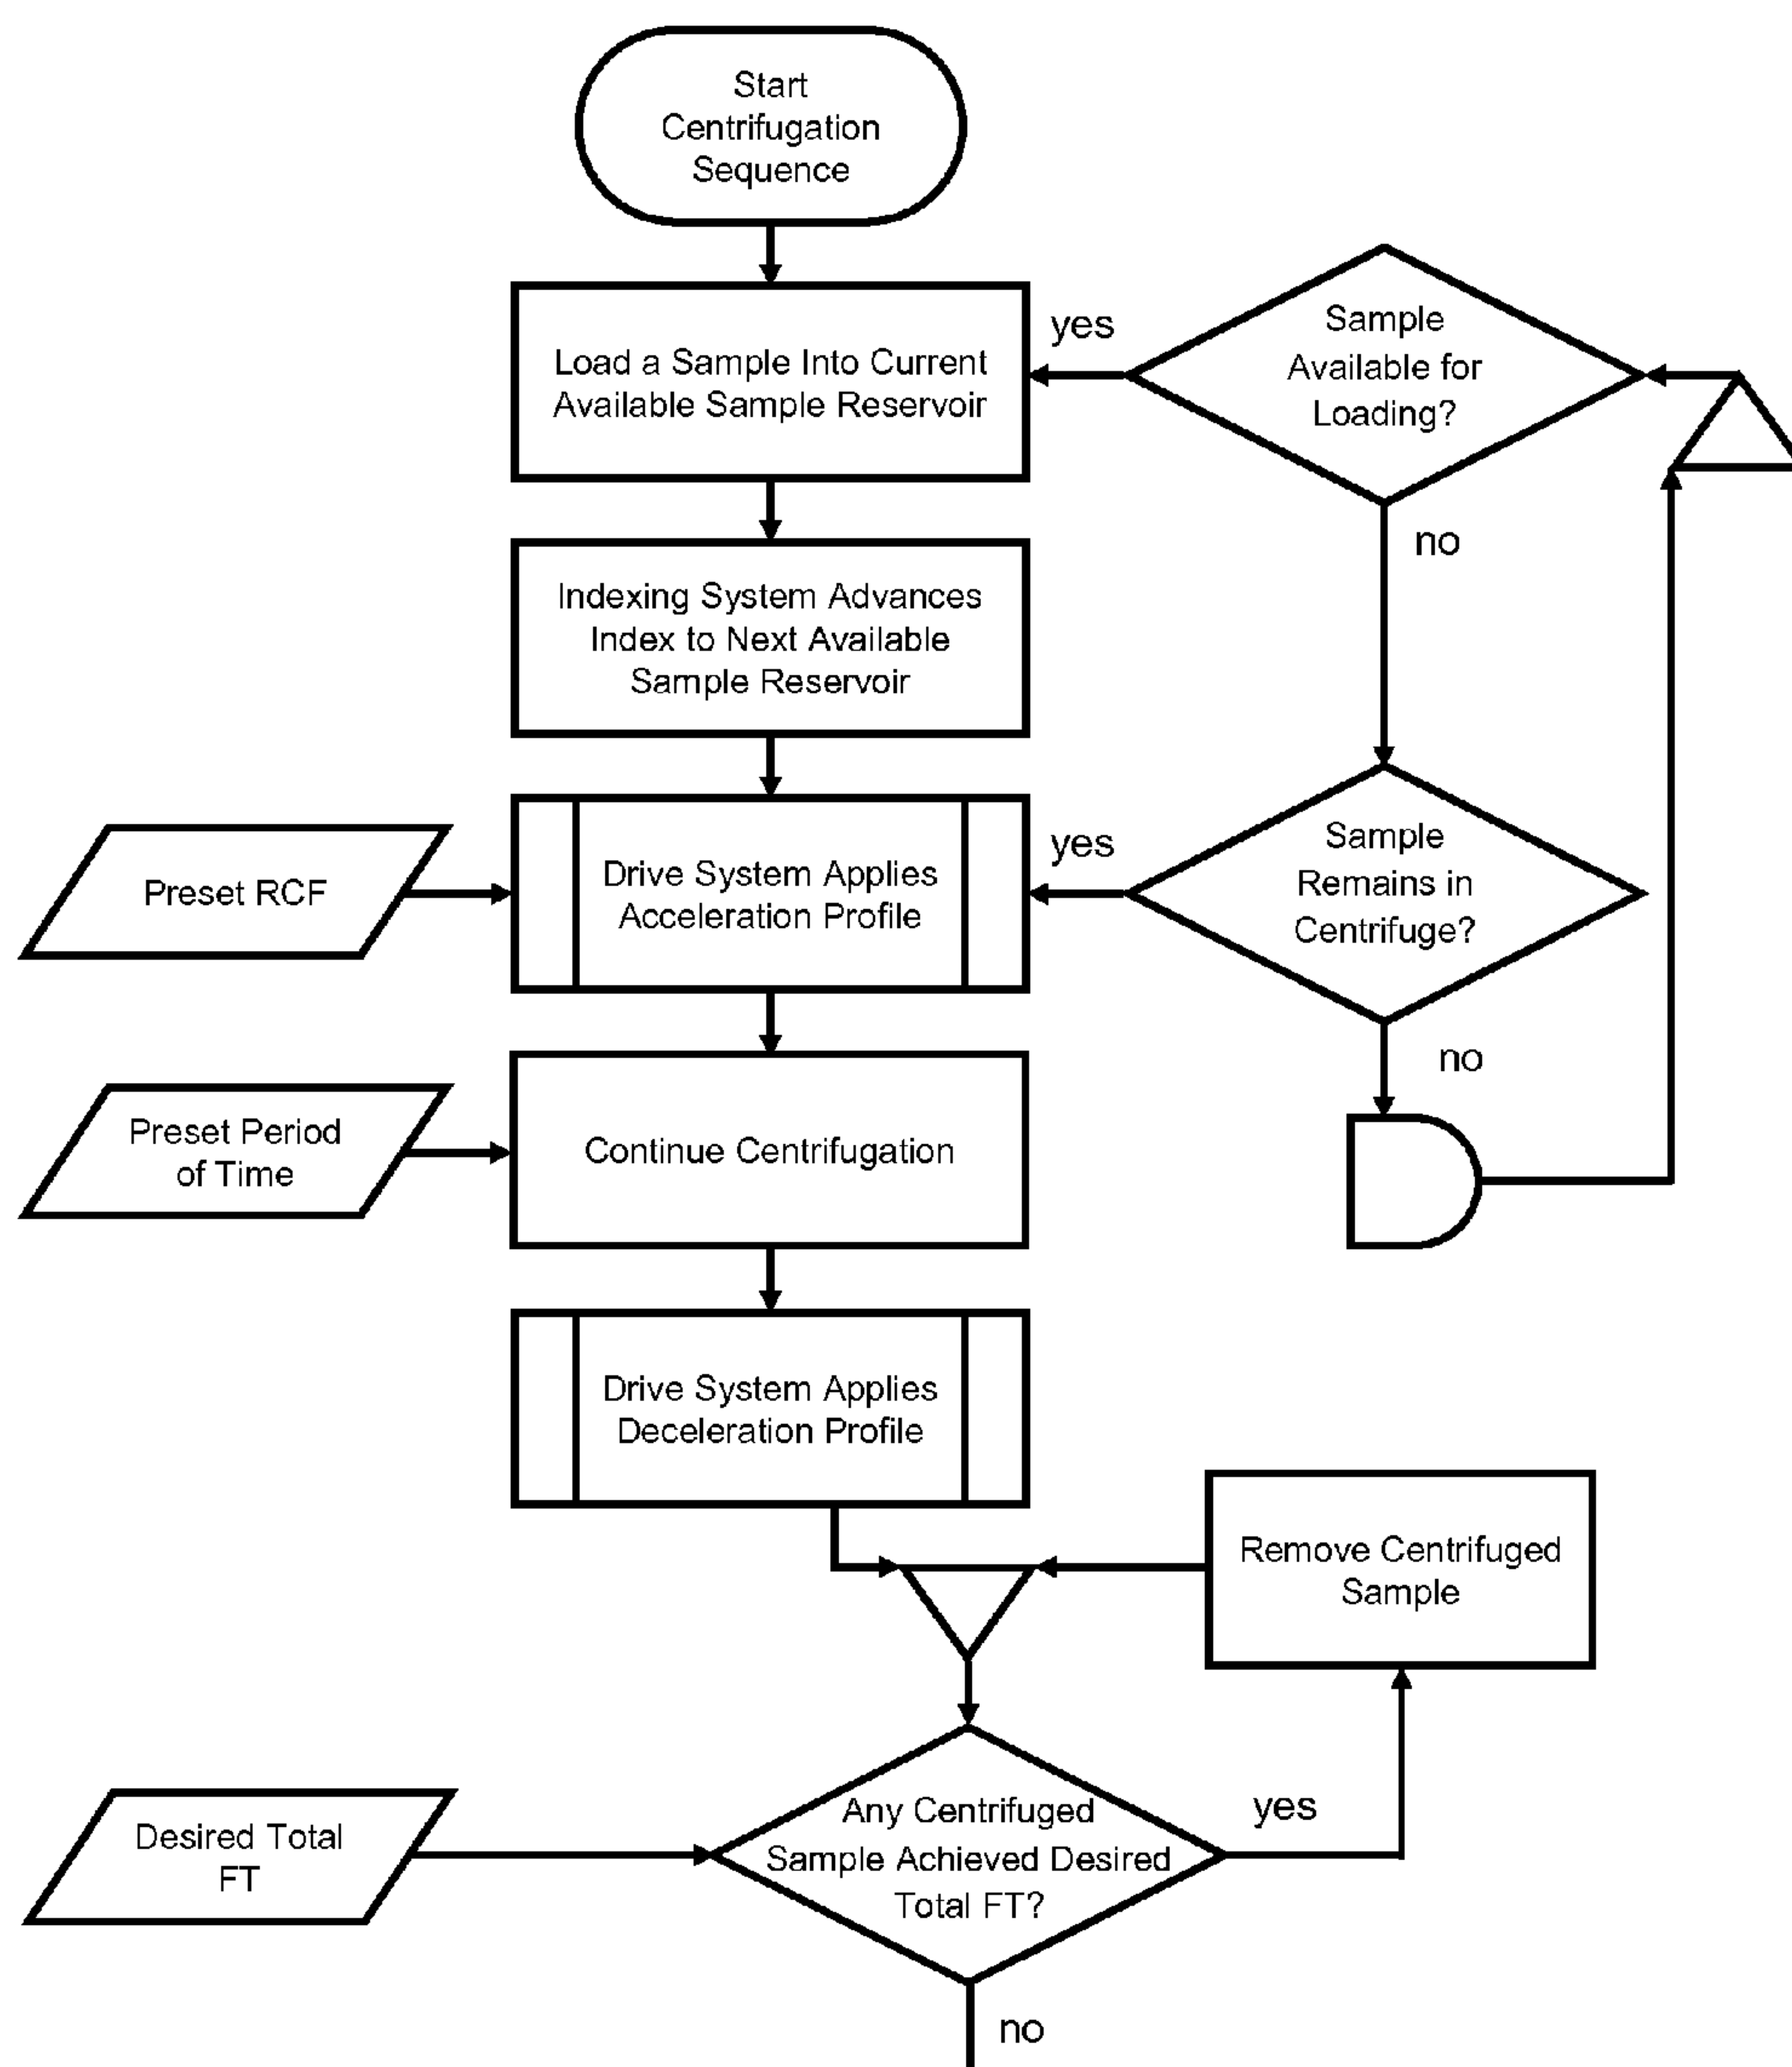 Start
Centrifugation
Sequence
Load a Sample Into Current
Available Sample Reservoir
yes
Sample
Available for
Loading?
no
Indexing System Advances
Index to Next Available
Sample Reservoir
Preset RCF
Drive System Applies
Acceleration Profile
yes
Sample
Remains in
Centrifuge?
no
Preset Period
of Time
Continue Centrifugation
Drive System Applies
Deceleration Profile
Remove Centrifuged
Sample
Desired Total
FT
Any Centrifuged
Sample Achieved Desired
Total FT?
yes
no